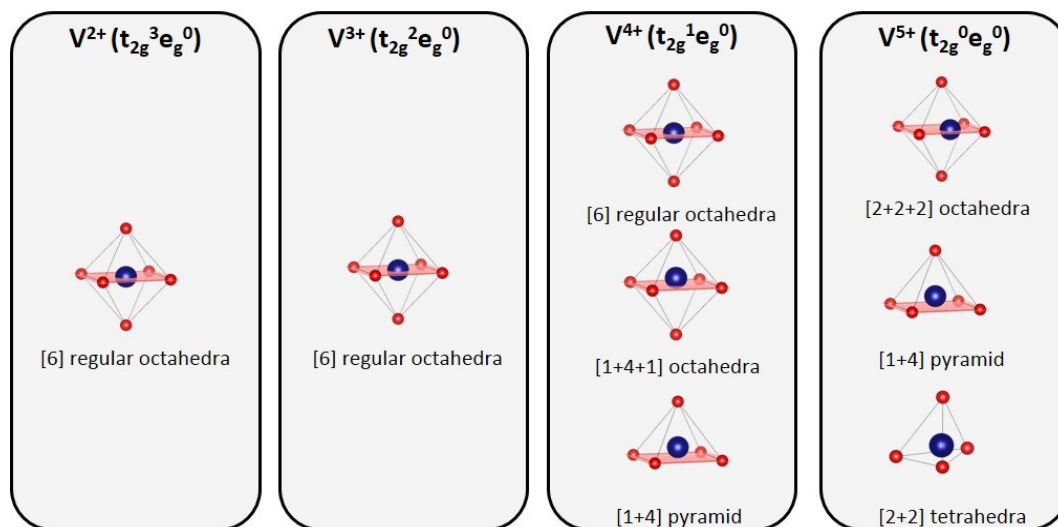 V²⁺ (t₂g³eg⁰)
[6] regular octahedra
V³⁺ (t₂g²eg⁰)
[6] regular octahedra
V⁴⁺ (t₂g¹eg⁰)
[6] regular octahedra
[1+4+1] octahedra
[1+4] pyramid
V⁵⁺ (t₂g⁰eg⁰)
[2+2+2] octahedra
[1+4] pyramid
[2+2] tetrahedra